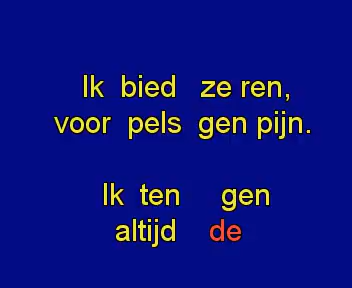 Ik bied ze ren,
voor pels gen pijn.
Ik ten gen
altijd de